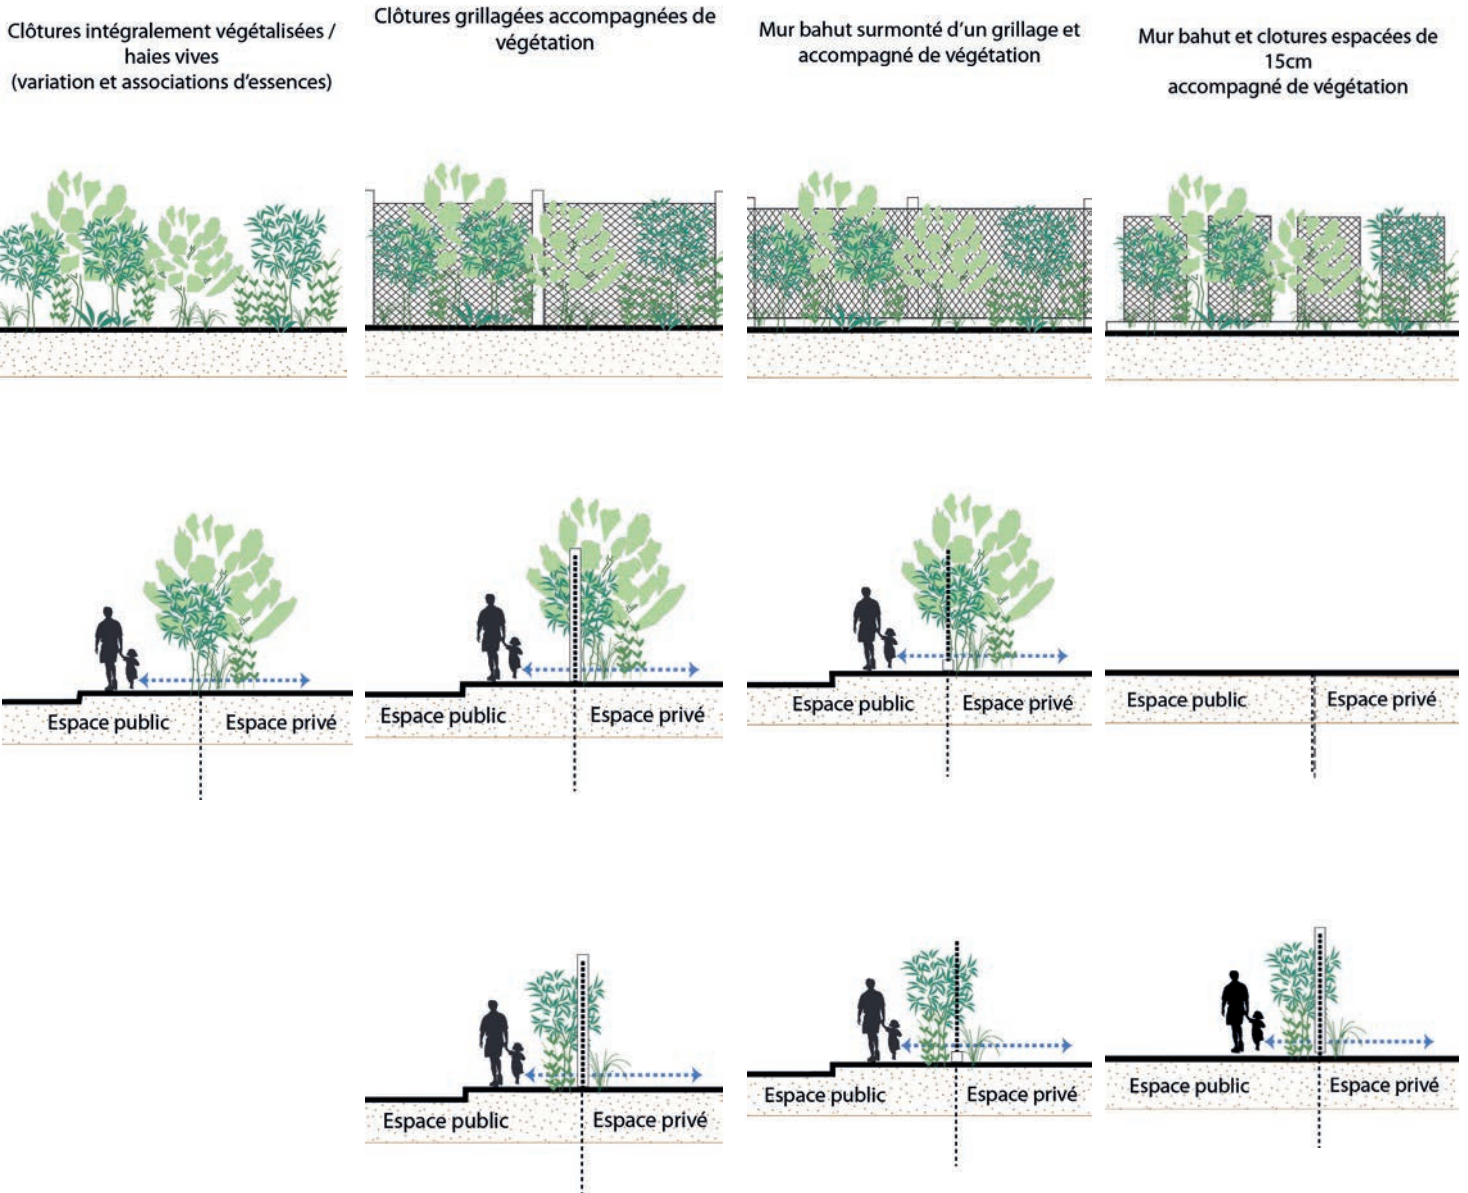 Clôtures intégralement végétalisées /
haies vives
(variation et associations d'essences)
Clôtures grillagées accompagnées de
végétation
Mur bahut surmonté d'un grillage et
accompagné de végétation
Mur bahut et clotures espacées de
15cm
accompagné de végétation
Espace public
Espace privé
Espace public
Espace privé
Espace public
Espace privé
Espace public
Espace privé
Espace public
Espace privé
Espace public
Espace privé
Espace public
Espace privé